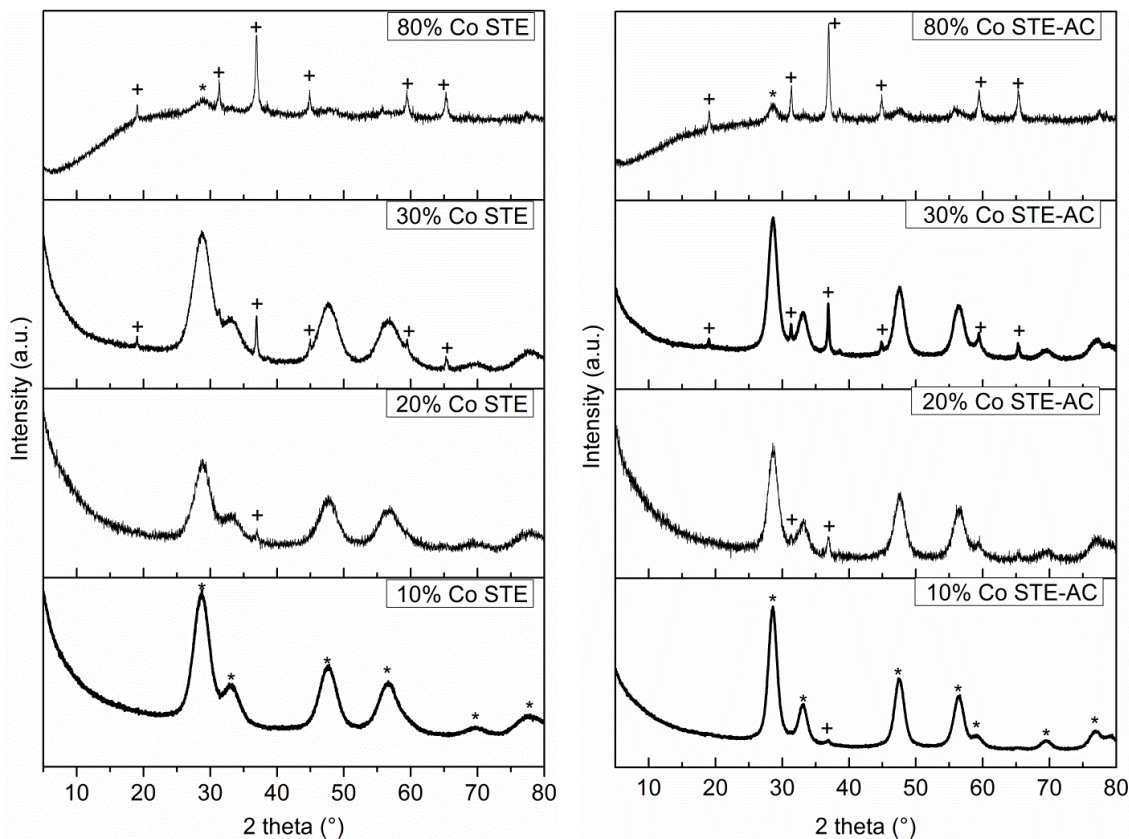 80% Co STE
+ + + + + +
*
30% Co STE
+ + + + +
20% Co STE
+
10% Co STE
* * * * * *
10 20 30 40 50 60 70 80
2 theta (°)
Intensity (a.u.)
80% Co STE-AC
+ + + + + +
*
30% Co STE-AC
+ + + + + +
20% Co STE-AC
+ +
10% Co STE-AC
* * + * * * * *
10 20 30 40 50 60 70 80
2 theta (°)
Intensity (a.u.)